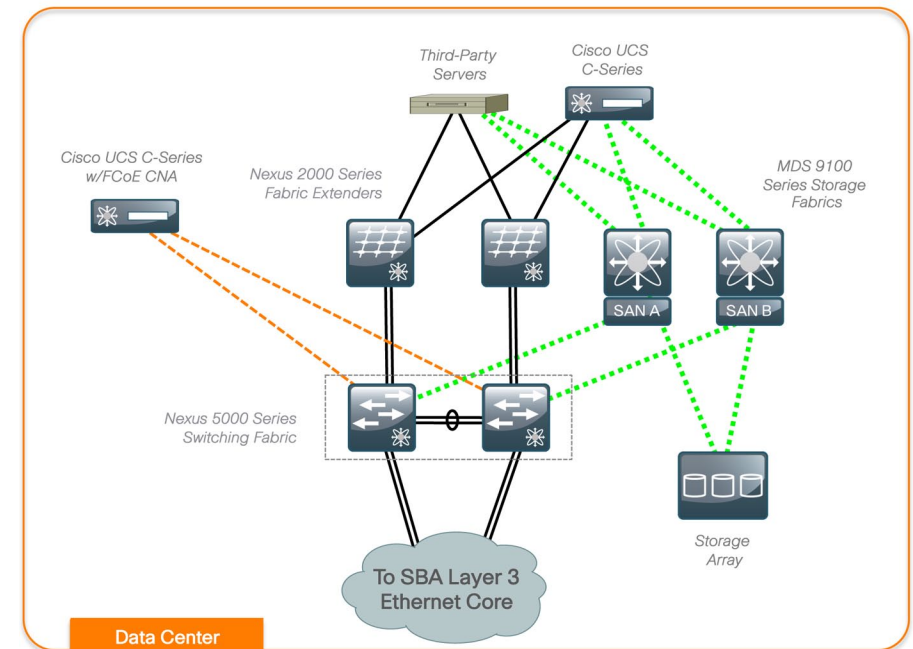 Third-Party
Servers
Cisco UCS
C-Series
Cisco UCS C-Series
w/FCoE CNA
Nexus 2000 Series
Fabric Extenders
MDS 9100
Series Storage
Fabrics
SAN A
SAN B
Nexus 5000 Series
Switching Fabric
Storage
Array
To SBA Layer 3
Ethernet Core
Data Center